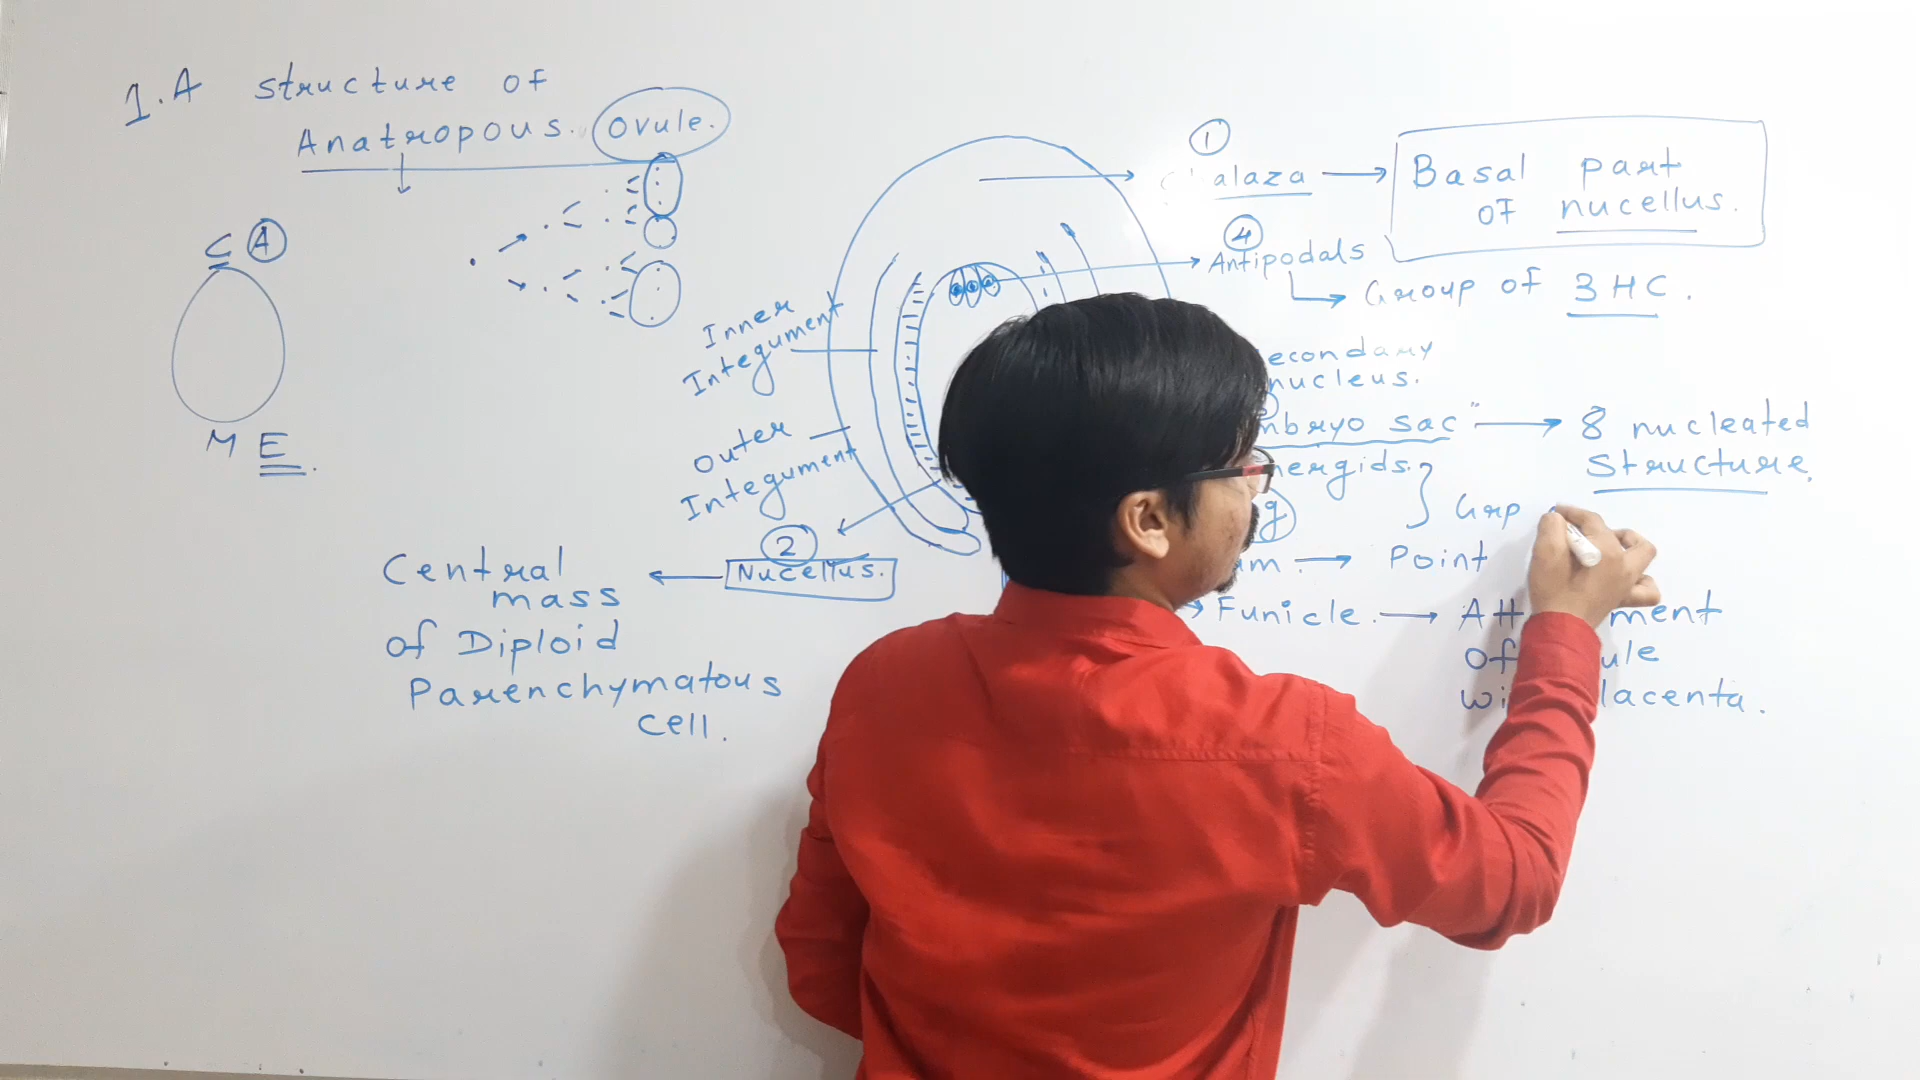 1.A structure of
Anatropous. Ovule.
C A
M E.
Inner
Integument
Outer
Integument
2
Nucellus.
Central
mass
of Diploid
Parenchymatous
cell.
1
alaza → Basal part
of nucellus.
4
Antipodals
Group of 3 HC.
econdary
nucleus.
mbryo sac" → 8 nucleated
structure.
nergids. } Grp
g
um. → Point
Funicle. → Att ment
of ule
wi lacenta.